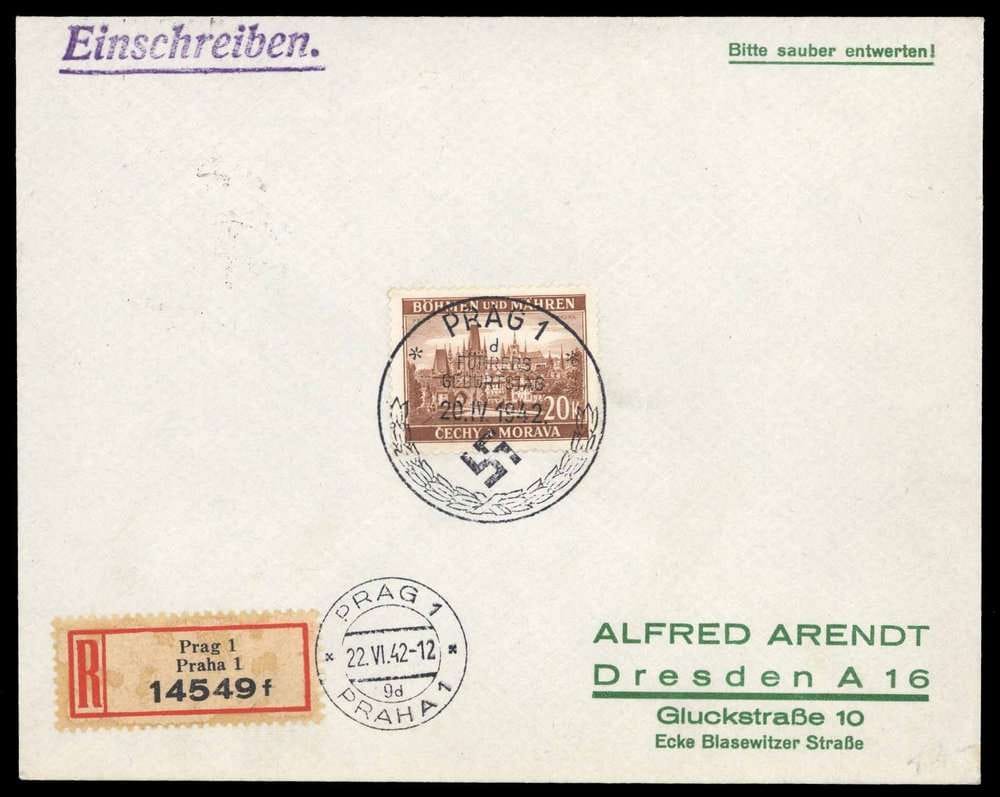 Einschreiben.
Bitte sauber entwerten!
BÖHMEN UND MÄHREN
PRAG 1
d
FÜHRERS
GEBURTSTAG
20.IV.1942
20K
ČECHY A MORAVA
PRAG 1
22.VI.42-12
9d
PRAHA 1
R
Prag 1
Praha 1
14549 f
ALFRED ARENDT
Dresden A 16
Gluckstraße 10
Ecke Blasewitzer Straße